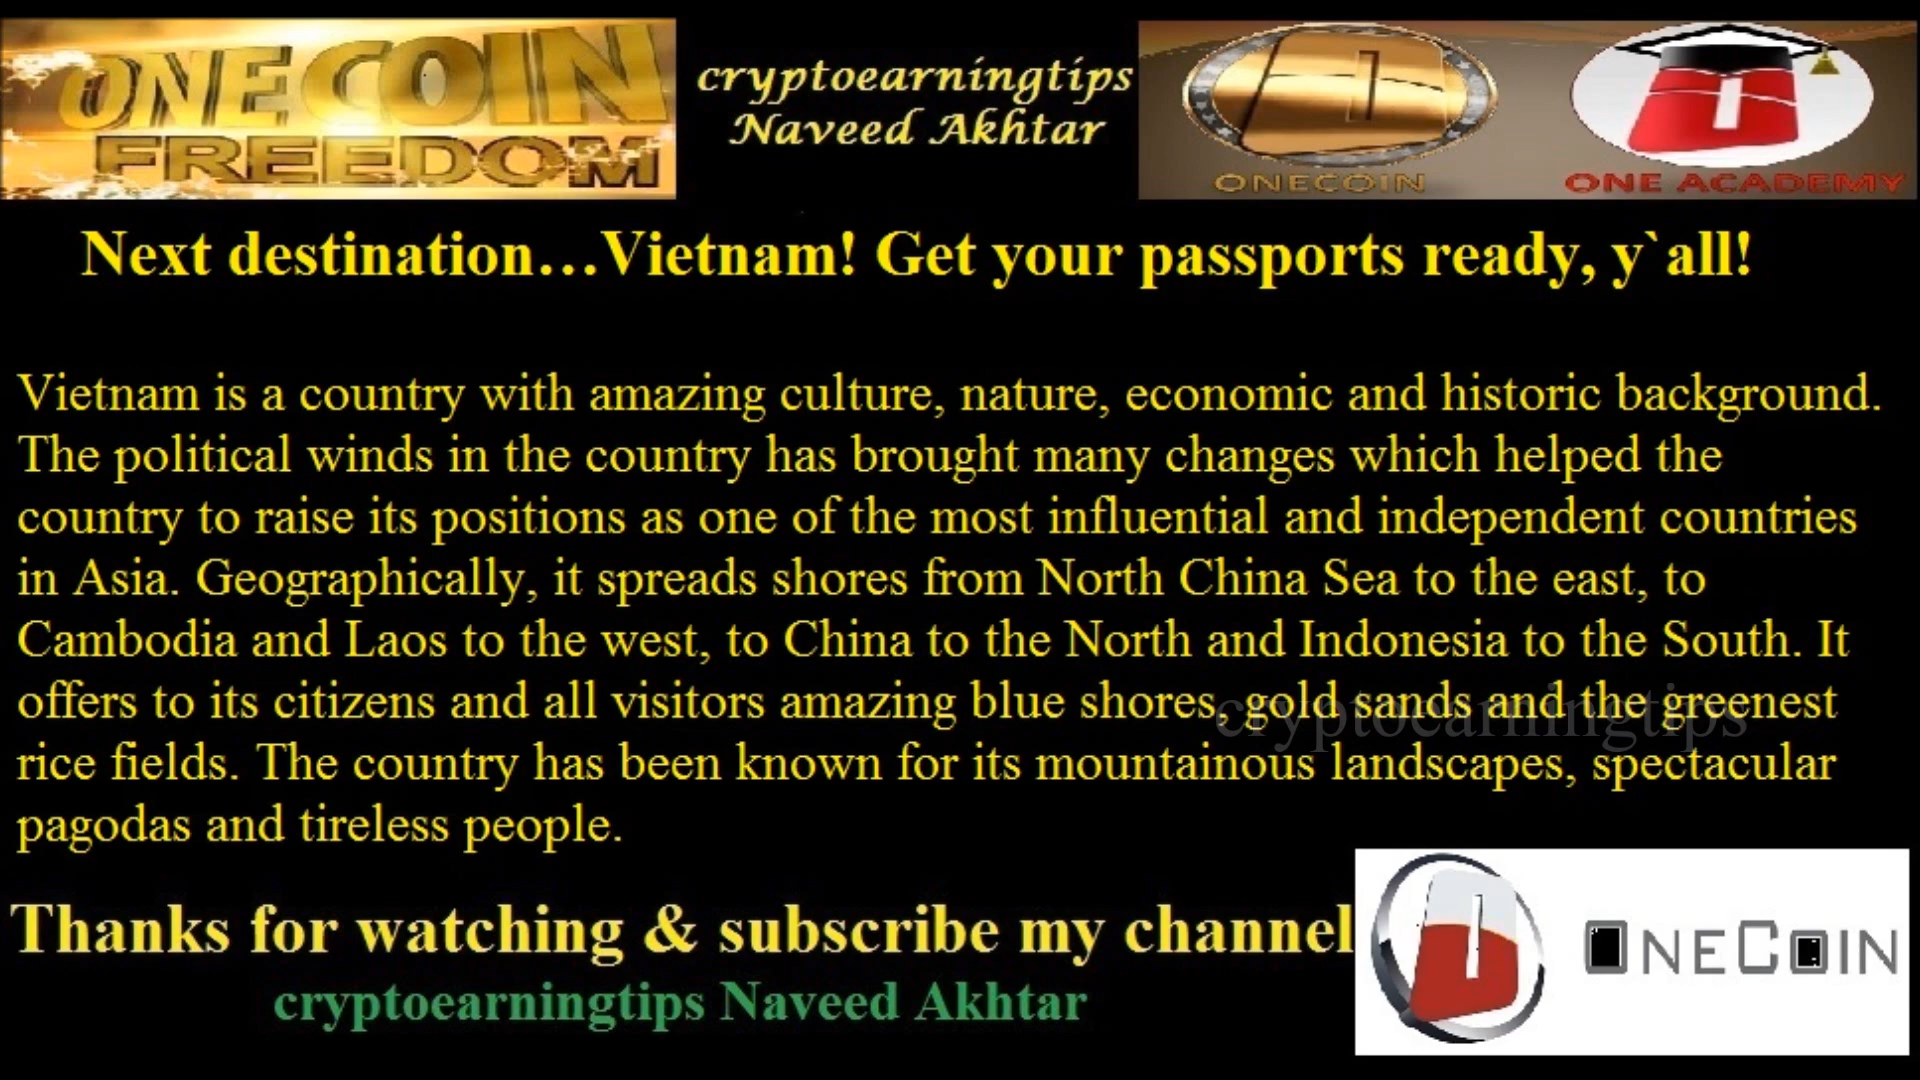 ONE COIN
FREEDOM
cryptoearningtips
Naveed Akhtar
ONECOIN
ONE ACADEMY
Next destination…Vietnam! Get your passports ready, y`all!
Vietnam is a country with amazing culture, nature, economic and historic background.
The political winds in the country has brought many changes which helped the
country to raise its positions as one of the most influential and independent countries
in Asia. Geographically, it spreads shores from North China Sea to the east, to
Cambodia and Laos to the west, to China to the North and Indonesia to the South. It
offers to its citizens and all visitors amazing blue shores, gold sands and the greenest
cryptoearningtips
rice fields. The country has been known for its mountainous landscapes, spectacular
pagodas and tireless people.
Thanks for watching & subscribe my channel
cryptoearningtips Naveed Akhtar
ONECOIN